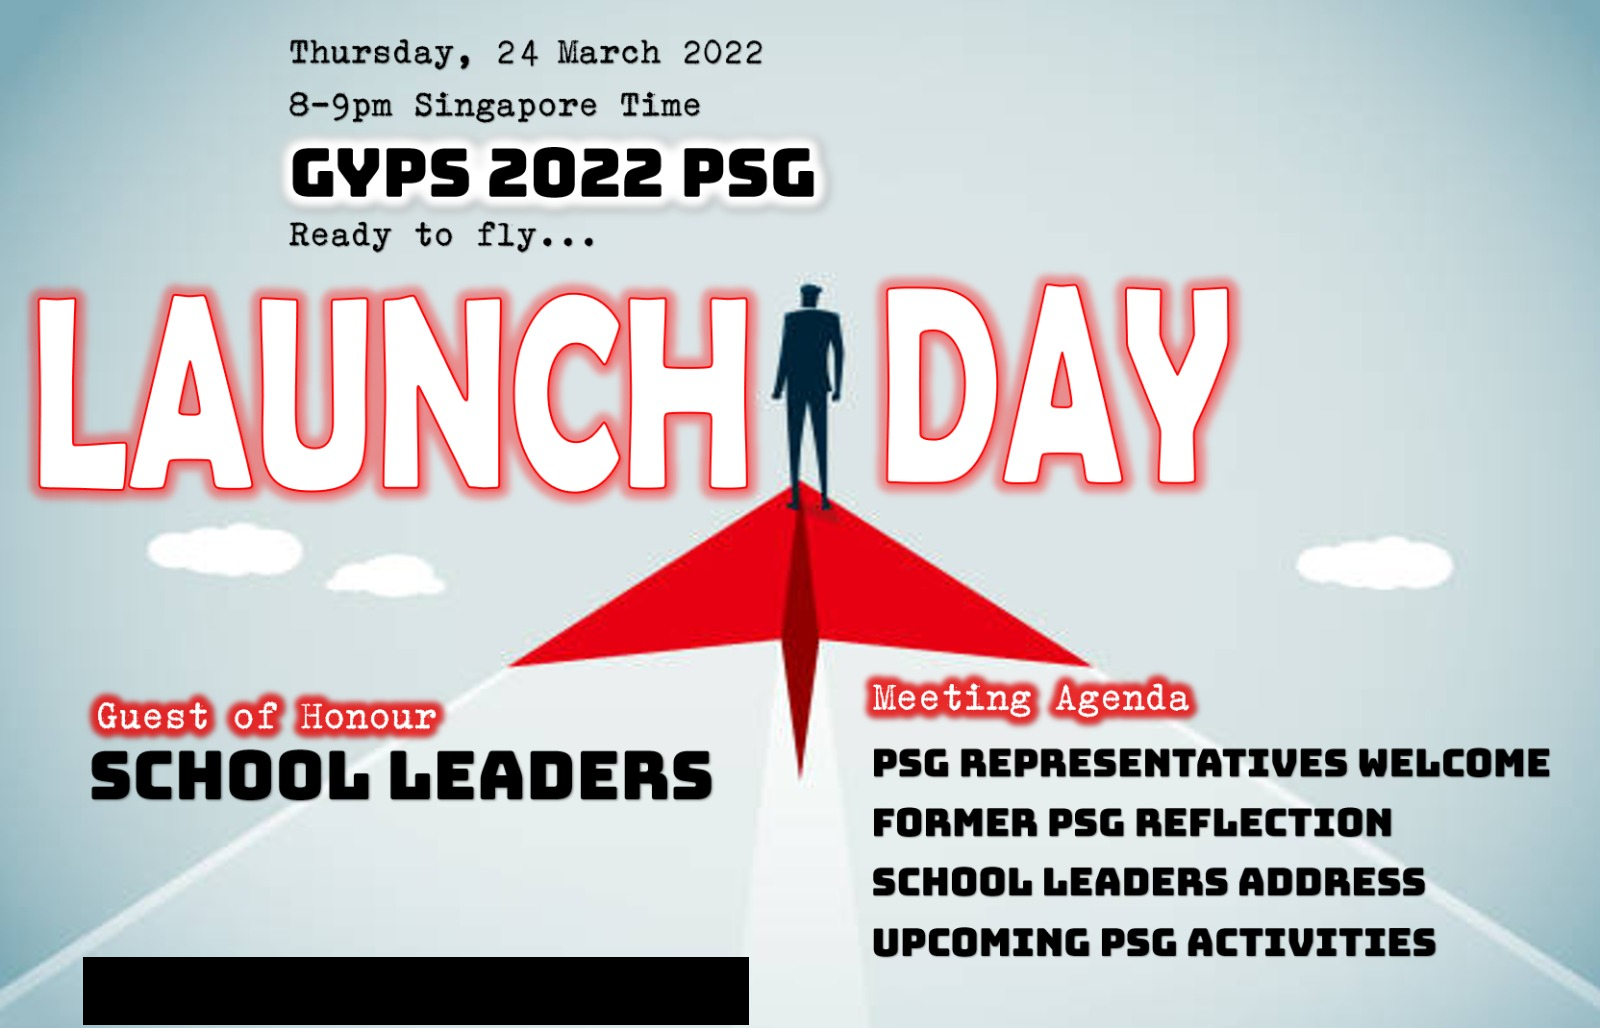 Thursday, 24 March 2022
8-9pm Singapore Time
GYPS 2022 PSG
Ready to fly...
LAUNCH DAY
Guest of Honour
SCHOOL LEADERS
Meeting Agenda
PSG REPRESENTATIVES WELCOME
FORMER PSG REFLECTION
SCHOOL LEADERS ADDRESS
UPCOMING PSG ACTIVITIES